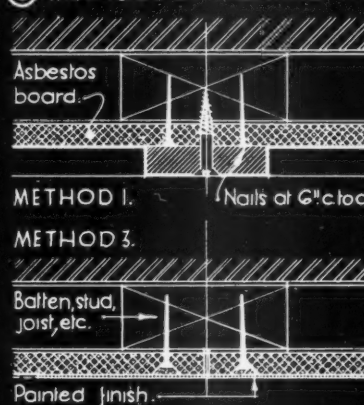 Asbestos
board.
METHOD 1.
Nails at 6" c to c
METHOD 3.
Batten, stud,
joist, etc.
Painted finish.